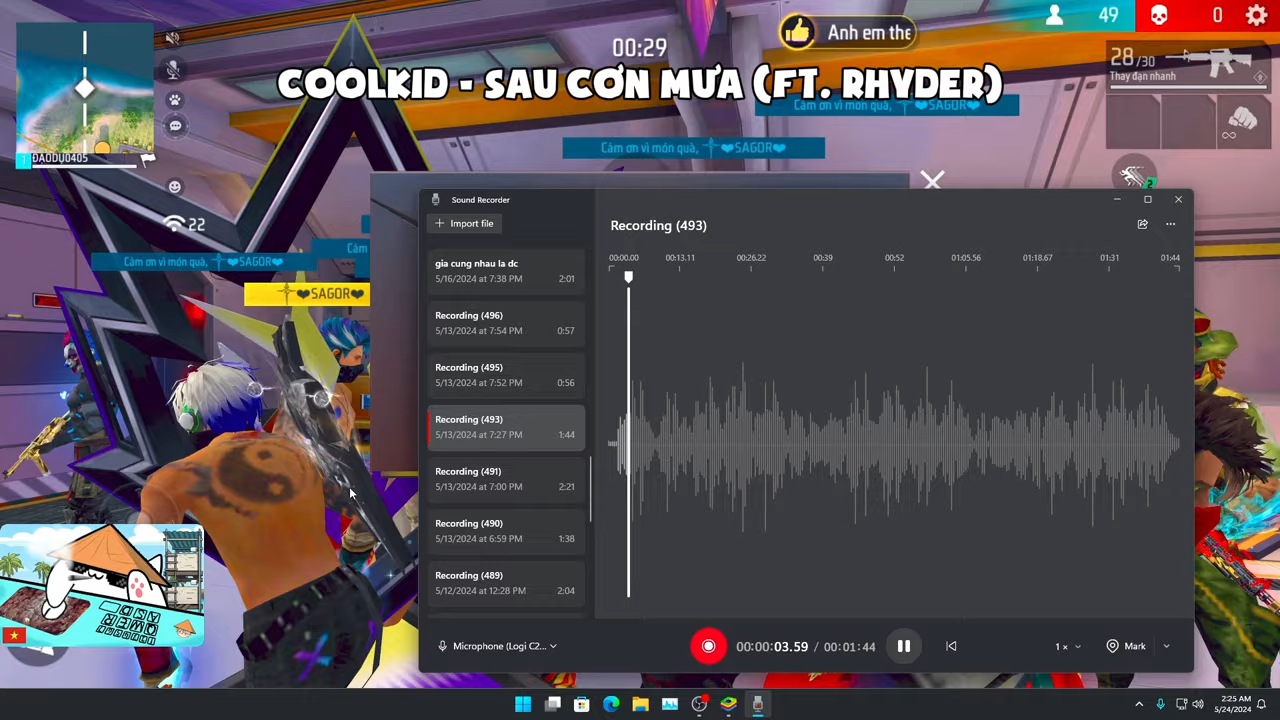 49
0
Anh em the
00:29
COOLKID - SAU CƠN MƯA (FT. RHYDER)
28/30
Thay đạn nhanh
❤SAGOR❤
Cảm ơn vì món quà, ❤SAGOR❤
1 ĐAODỤ0405
22
Cảm
Cảm ơn vì món quà, ❤SAGOR❤
❤SAGOR❤
2
Sound Recorder
+ Import file
gia cung nhau la dc
5/16/2024 at 7:38 PM 2:01
Recording (496)
5/13/2024 at 7:54 PM 0:57
Recording (495)
5/13/2024 at 7:52 PM 0:56
Recording (493)
5/13/2024 at 7:27 PM 1:44
Recording (491)
5/13/2024 at 7:00 PM 2:21
Recording (490)
5/13/2024 at 6:59 PM 1:38
Recording (489)
5/12/2024 at 12:28 PM 2:04
Recording (493)
00:00.00 00:13.11 00:26.22 00:39 00:52 01:05.56 01:18.67 01:31 01:44
Microphone (Logi C2...
00:00:03.59 / 00:01:44
1 x
Mark
2:25 AM
5/24/2024